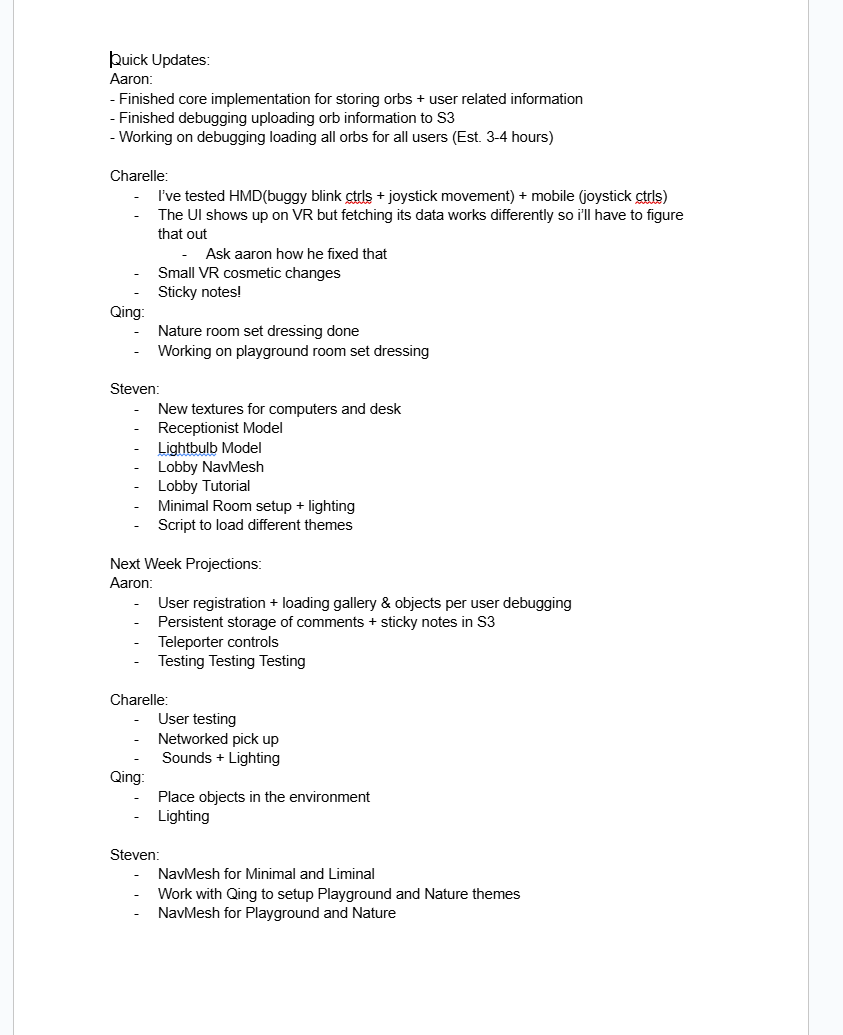 Quick Updates:
Aaron:
- Finished core implementation for storing orbs + user related information
- Finished debugging uploading orb information to S3
- Working on debugging loading all orbs for all users (Est. 3-4 hours)
Charelle:
- I've tested HMD(buggy blink ctrls + joystick movement) + mobile (joystick ctrls)
- The UI shows up on VR but fetching its data works differently so i'll have to figure
that out
- Ask aaron how he fixed that
- Small VR cosmetic changes
- Sticky notes!
Qing:
- Nature room set dressing done
- Working on playground room set dressing
Steven:
- New textures for computers and desk
- Receptionist Model
- Lightbulb Model
- Lobby NavMesh
- Lobby Tutorial
- Minimal Room setup + lighting
- Script to load different themes
Next Week Projections:
Aaron:
- User registration + loading gallery & objects per user debugging
- Persistent storage of comments + sticky notes in S3
- Teleporter controls
- Testing Testing Testing
Charelle:
- User testing
- Networked pick up
- Sounds + Lighting
Qing:
- Place objects in the environment
- Lighting
Steven:
- NavMesh for Minimal and Liminal
- Work with Qing to setup Playground and Nature themes
- NavMesh for Playground and Nature